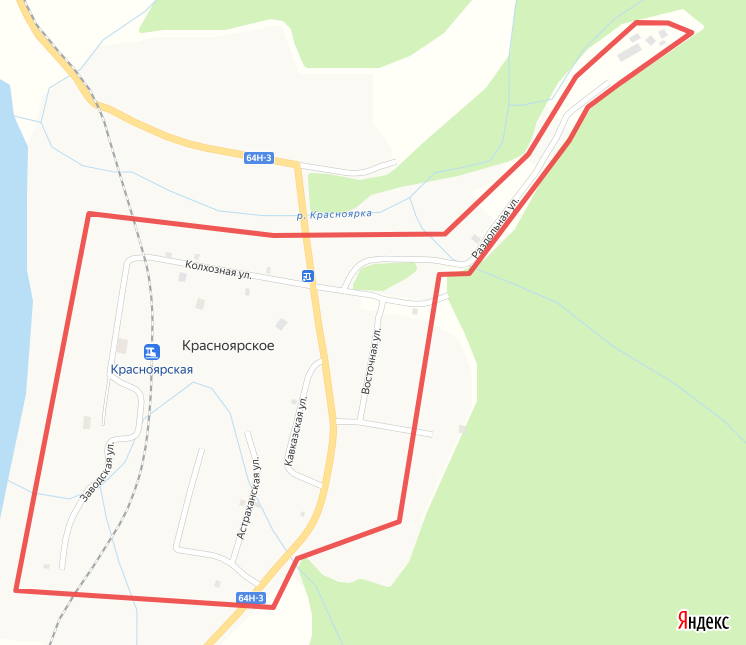 64Н-3
р. Красноярка
Раздольная ул.
Колхозная ул.
Красноярское
Красноярская
Восточная ул.
Кавказская ул.
Заводская ул.
Астраханская ул.
64Н-3
Яндекс